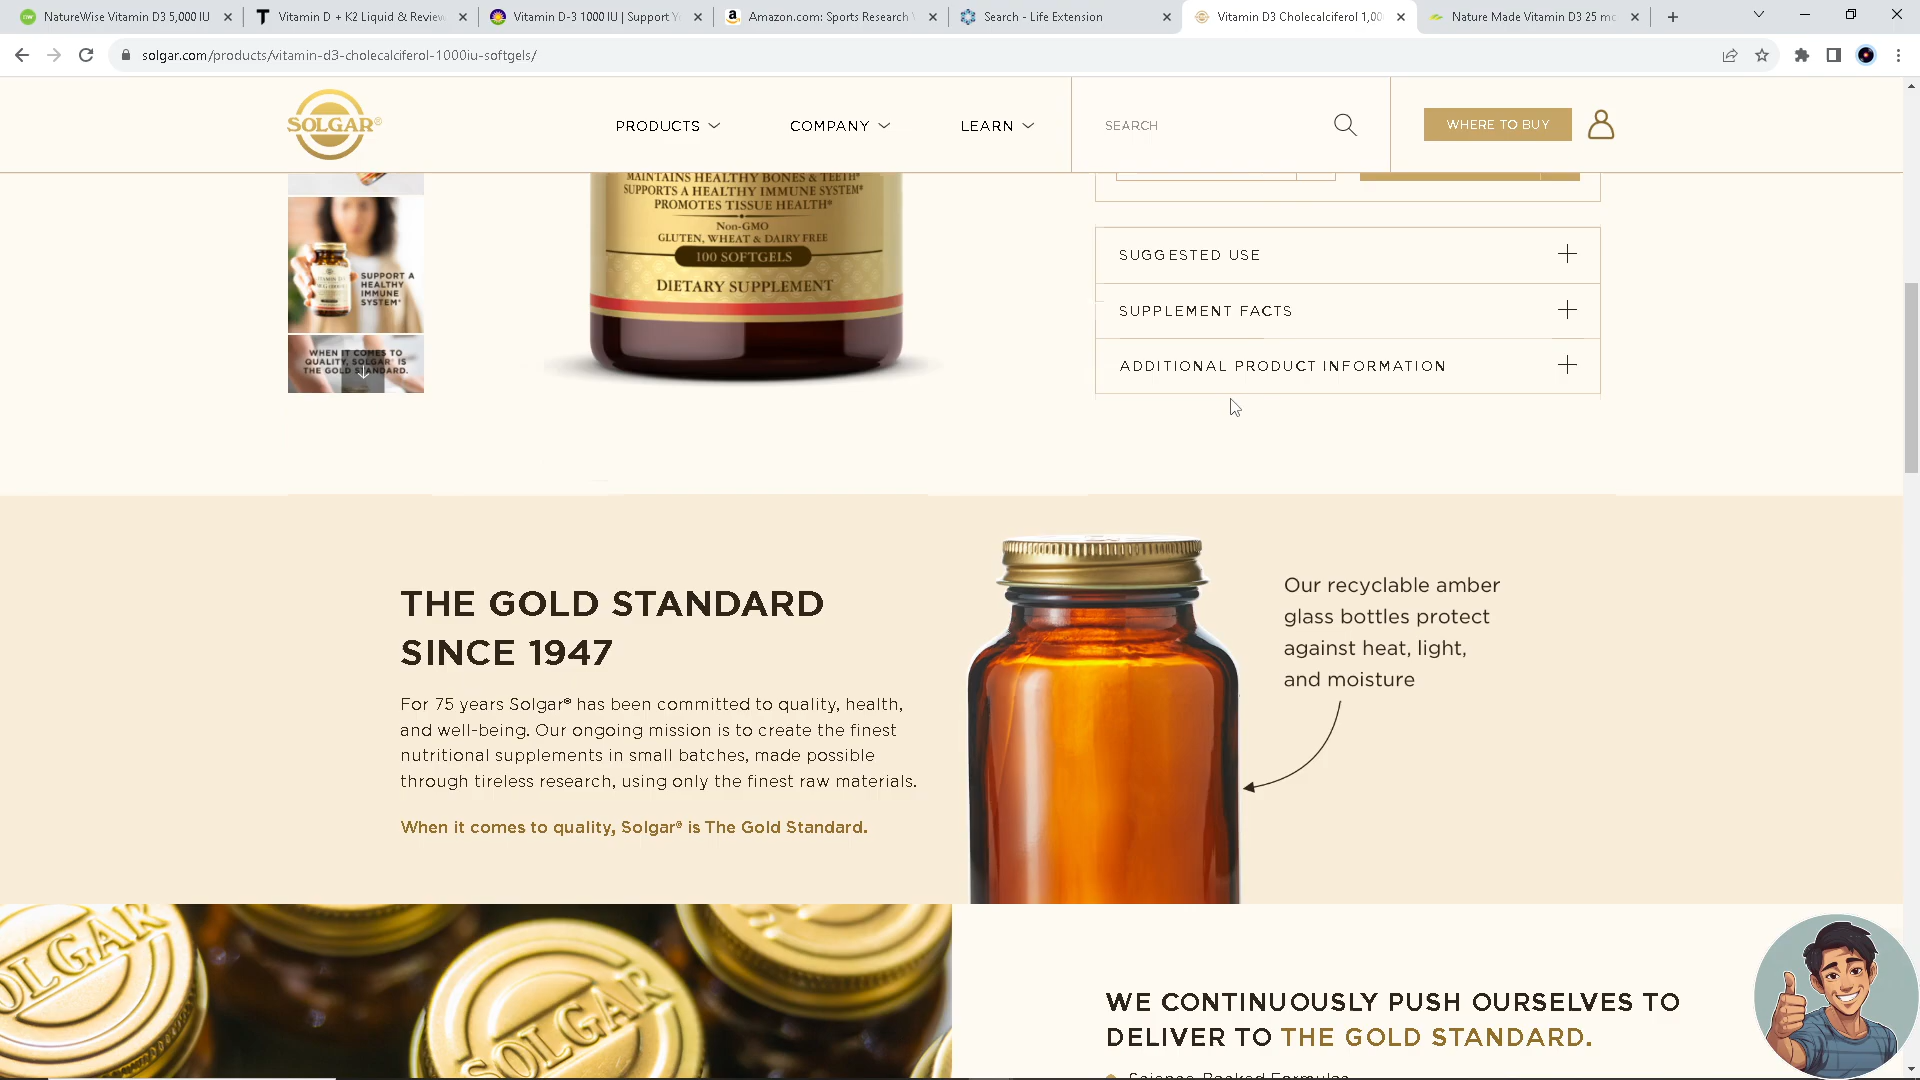 NatureWise Vitamin D3 5,000 IU
Vitamin D + K2 Liquid & Review
Vitamin D-3 1000 IU | Support Y
Amazon.com: Sports Research
Search - Life Extension
Vitamin D3 Cholecalciferol 1,00
Nature Made Vitamin D3 25 mc
solgar.com/products/vitamin-d3-cholecalciferol-1000iu-softgels/
SOLGAR®
PRODUCTS
COMPANY
LEARN
SEARCH
WHERE TO BUY
MAINTAINS HEALTHY BONES & TEETH*
SUPPORTS A HEALTHY IMMUNE SYSTEM*
PROMOTES TISSUE HEALTH*
Non-GMO
GLUTEN, WHEAT & DAIRY FREE
100 SOFTGELS
DIETARY SUPPLEMENT
SUPPORT A
HEALTHY
IMMUNE
SYSTEM*
WHEN IT COMES TO
QUALITY, SOLGAR® IS
THE GOLD STANDARD.
SUGGESTED USE
SUPPLEMENT FACTS
ADDITIONAL PRODUCT INFORMATION
THE GOLD STANDARD
SINCE 1947
For 75 years Solgar® has been committed to quality, health,
and well-being. Our ongoing mission is to create the finest
nutritional supplements in small batches, made possible
through tireless research, using only the finest raw materials.
When it comes to quality, Solgar® is The Gold Standard.
Our recyclable amber
glass bottles protect
against heat, light,
and moisture
SOLGAR
SOLGAR
WE CONTINUOUSLY PUSH OURSELVES TO
DELIVER TO THE GOLD STANDARD.
Science-Backed Formulas